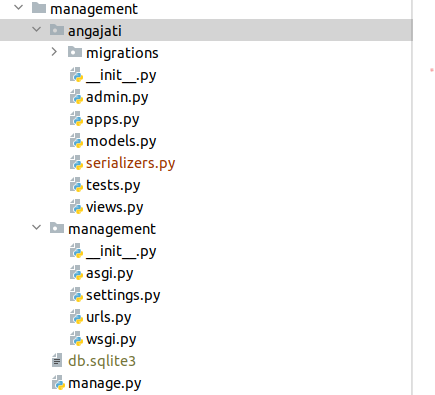 management
angajati
migrations
__init__.py
admin.py
apps.py
models.py
serializers.py
tests.py
views.py
management
__init__.py
asgi.py
settings.py
urls.py
wsgi.py
db.sqlite3
manage.py